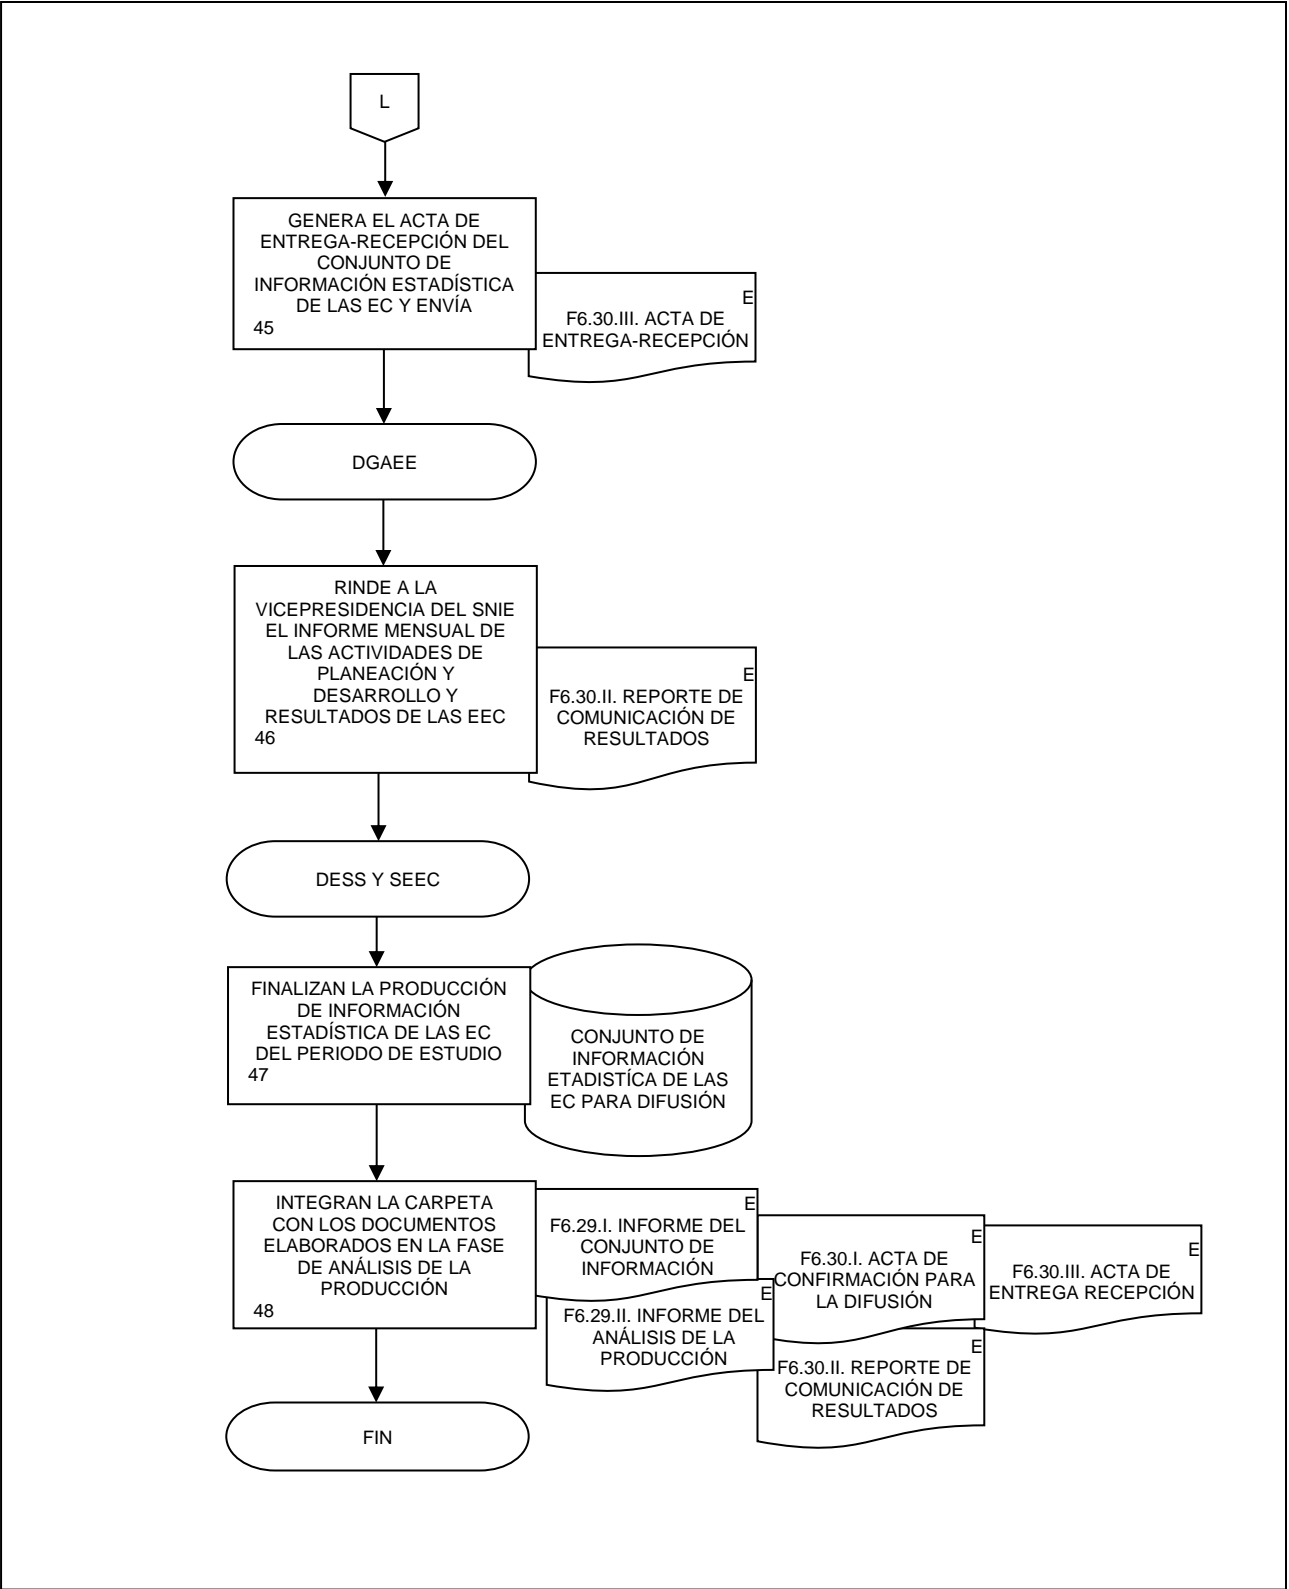 L
GENERA EL ACTA DE
ENTREGA-RECEPCIÓN DEL
CONJUNTO DE
INFORMACIÓN ESTADÍSTICA
DE LAS EC Y ENVÍA
45
E
F6.30.III. ACTA DE
ENTREGA-RECEPCIÓN
DGAEE
RINDE A LA
VICEPRESIDENCIA DEL SNIE
EL INFORME MENSUAL DE
LAS ACTIVIDADES DE
PLANEACIÓN Y
DESARROLLO Y
RESULTADOS DE LAS EEC
46
E
F6.30.II. REPORTE DE
COMUNICACIÓN DE
RESULTADOS
DESS Y SEEC
FINALIZAN LA PRODUCCIÓN
DE INFORMACIÓN
ESTADÍSTICA DE LAS EC
DEL PERIODO DE ESTUDIO
47
CONJUNTO DE
INFORMACIÓN
ETADISTÍCA DE LAS
EC PARA DIFUSIÓN
INTEGRAN LA CARPETA
CON LOS DOCUMENTOS
ELABORADOS EN LA FASE
DE ANÁLISIS DE LA
PRODUCCIÓN
48
E
F6.29.I. INFORME DEL
CONJUNTO DE
INFORMACIÓN
E
F6.29.II. INFORME DEL
ANÁLISIS DE LA
PRODUCCIÓN
E
F6.30.I. ACTA DE
CONFIRMACIÓN PARA
LA DIFUSIÓN
E
F6.30.II. REPORTE DE
COMUNICACIÓN DE
RESULTADOS
E
F6.30.III. ACTA DE
ENTREGA RECEPCIÓN
FIN